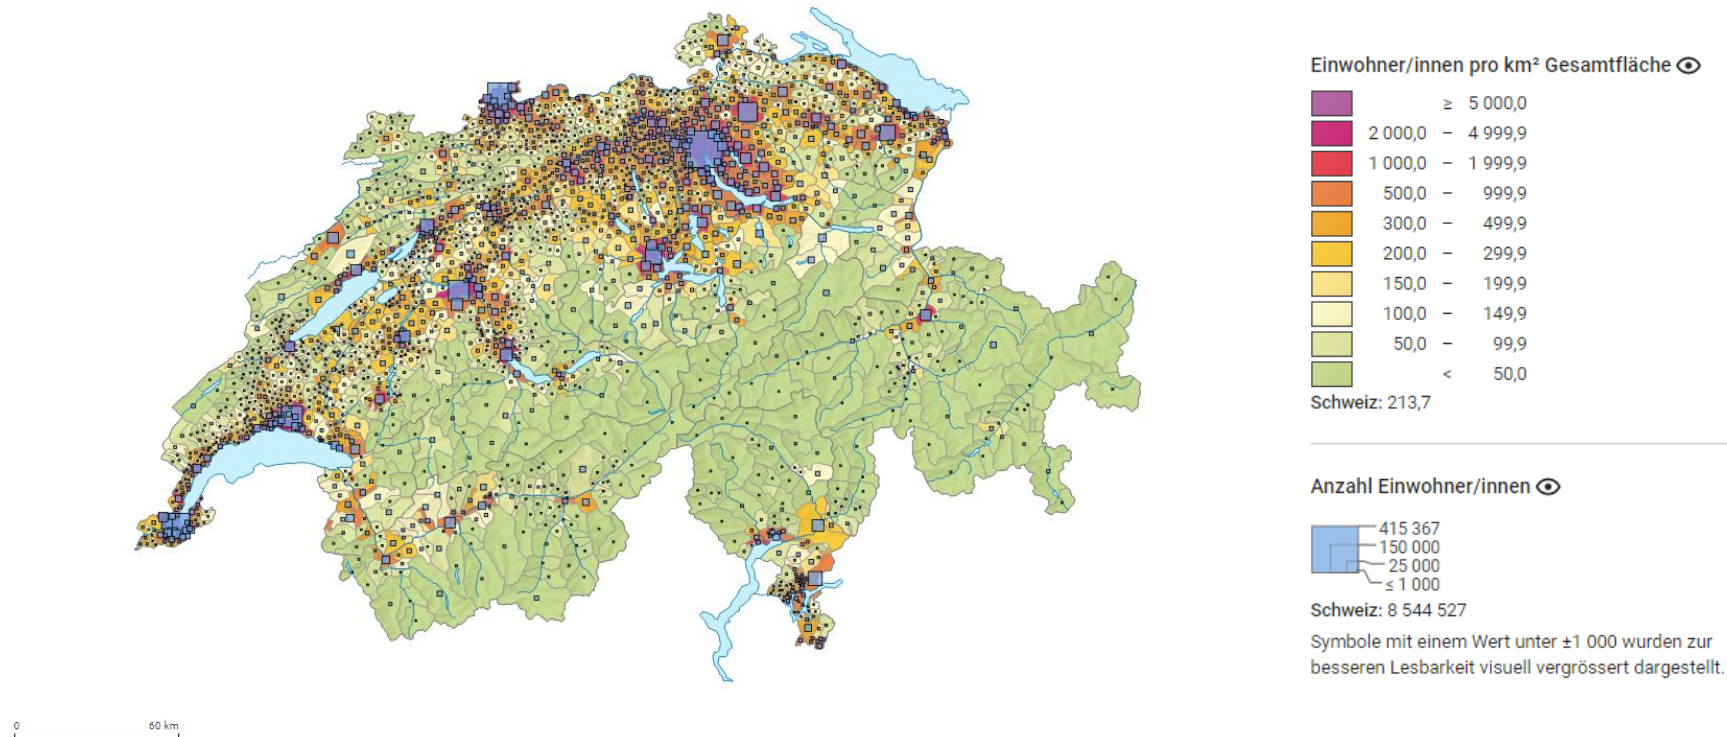 Einwohner/innen pro km² Gesamtfläche
≥ 5 000,0
2 000,0 – 4 999,9
1 000,0 – 1 999,9
500,0 – 999,9
300,0 – 499,9
200,0 – 299,9
150,0 – 199,9
100,0 – 149,9
50,0 – 99,9
< 50,0
Schweiz: 213,7
Anzahl Einwohner/innen
415 367
150 000
25 000
≤ 1 000
Schweiz: 8 544 527
Symbole mit einem Wert unter ±1 000 wurden zur
besseren Lesbarkeit visuell vergrössert dargestellt.
0 60 km